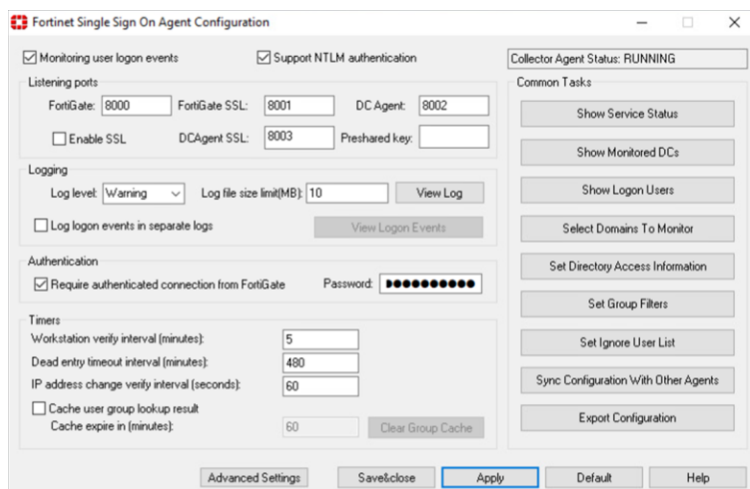 Fortinet Single Sign On Agent Configuration
Monitoring user logon events
Support NTLM authentication
Collector Agent Status: RUNNING
Listening ports
FortiGate: 8000 FortiGate SSL: 8001 DC Agent: 8002
Enable SSL DCAgent SSL: 8003 Preshared key:
Logging
Log level: Warning Log file size limit(MB): 10 View Log
Log logon events in separate logs View Logon Events
Authentication
Require authenticated connection from FortiGate Password:
Timers
Workstation verify interval (minutes): 5
Dead entry timeout interval (minutes): 480
IP address change verify interval (seconds): 60
Cache user group lookup result
Cache expire in (minutes): 60 Clear Group Cache
Common Tasks
Show Service Status
Show Monitored DCs
Show Logon Users
Select Domains To Monitor
Set Directory Access Information
Set Group Filters
Set Ignore User List
Sync Configuration With Other Agents
Export Configuration
Advanced Settings Save&close Apply Default Help